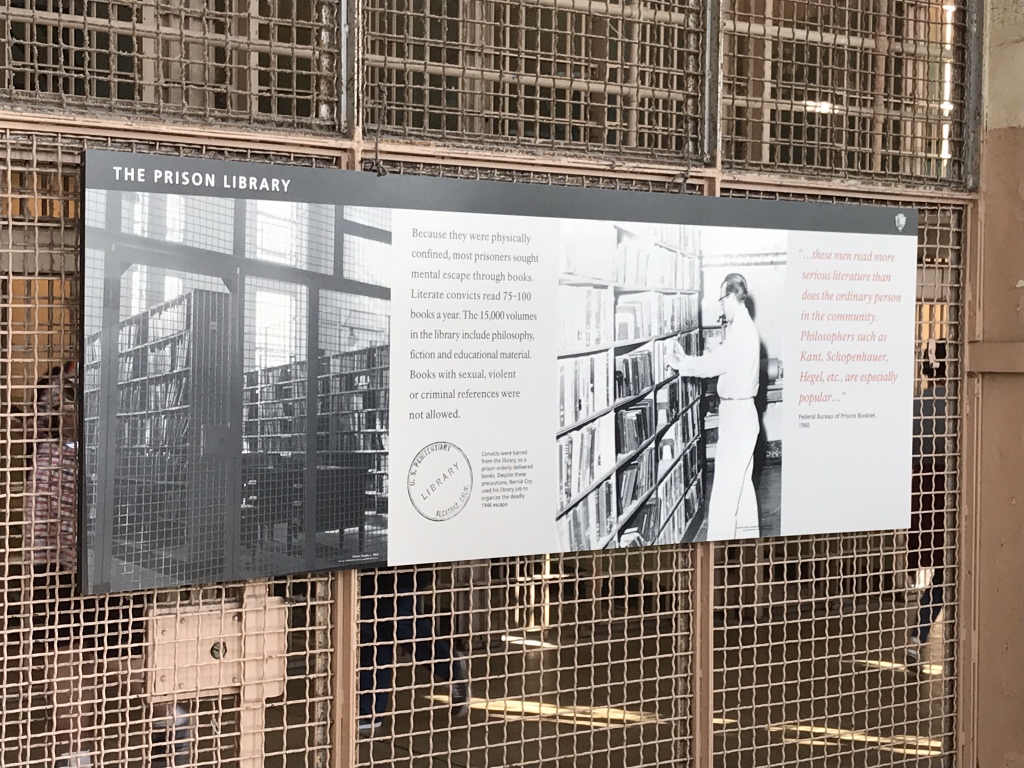 THE PRISON LIBRARY
Because they were physically
confined, most prisoners sought
mental escape through books.
Literate convicts read 75–100
books a year. The 15,000 volumes
in the library include philosophy,
fiction and educational material.
Books with sexual, violent
or criminal references were
not allowed.
U. S. PENITENTIARY
LIBRARY
ALCATRAZ, CALIF.
Convicts were barred
from the library, so a
prison orderly delivered
books. Despite these
precautions, Bernie Coy
used his library job to
organize the deadly
1946 escape.
“...these men read more
serious literature than
does the ordinary person
in the community.
Philosophers such as
Kant, Schopenhauer,
Hegel, etc., are especially
popular...”
Federal Bureau of Prisons Booklet,
1960